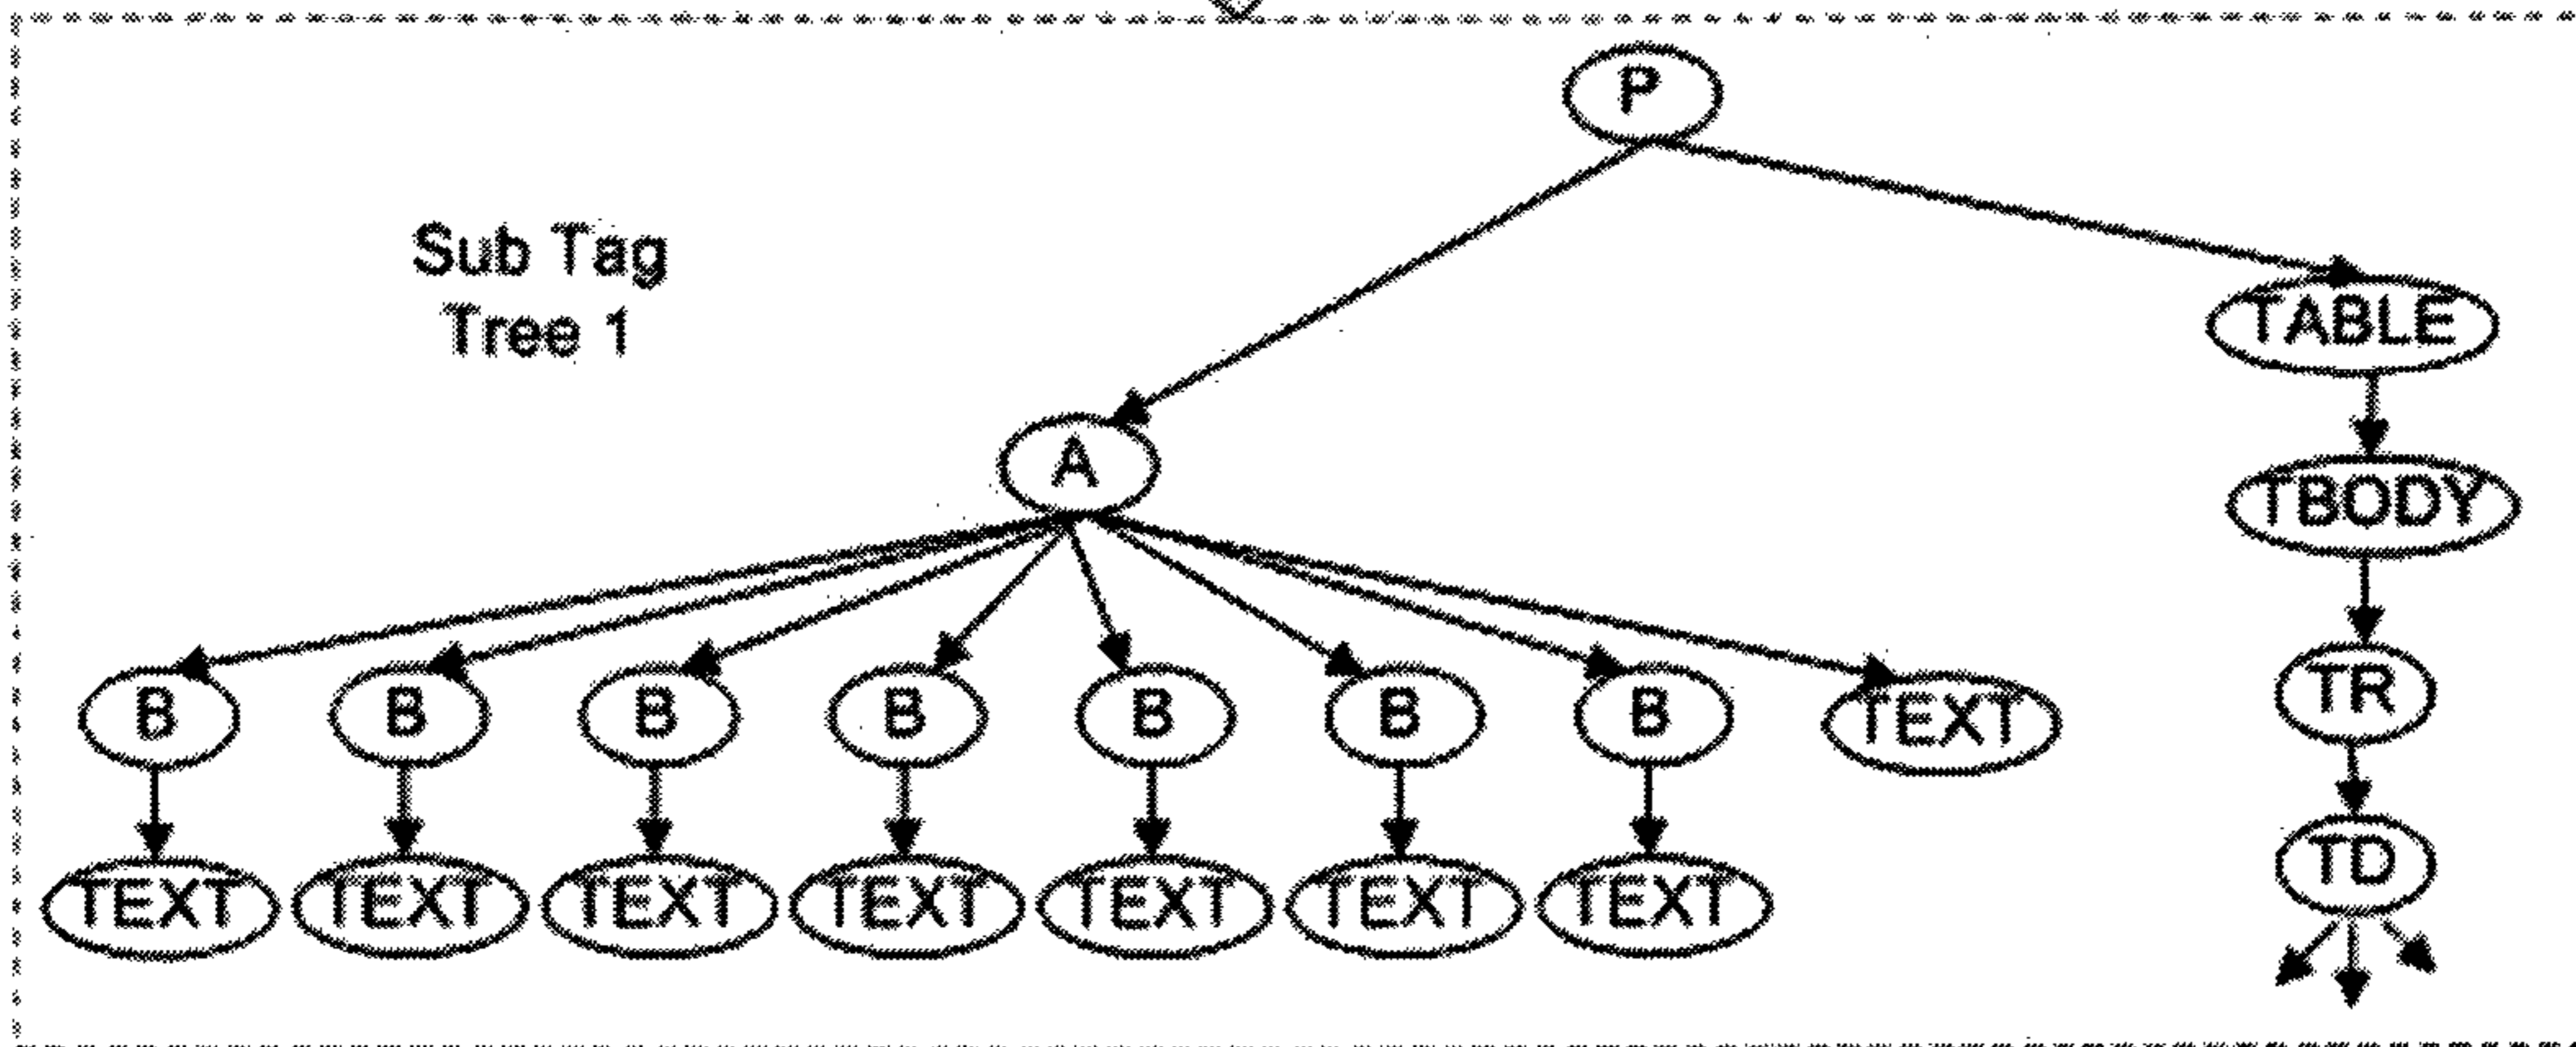 P
Sub Tag
Tree 1
TABLE
A
TBODY
B B B B B B B TEXT
TR
TEXT TEXT TEXT TEXT TEXT TEXT TEXT
TD